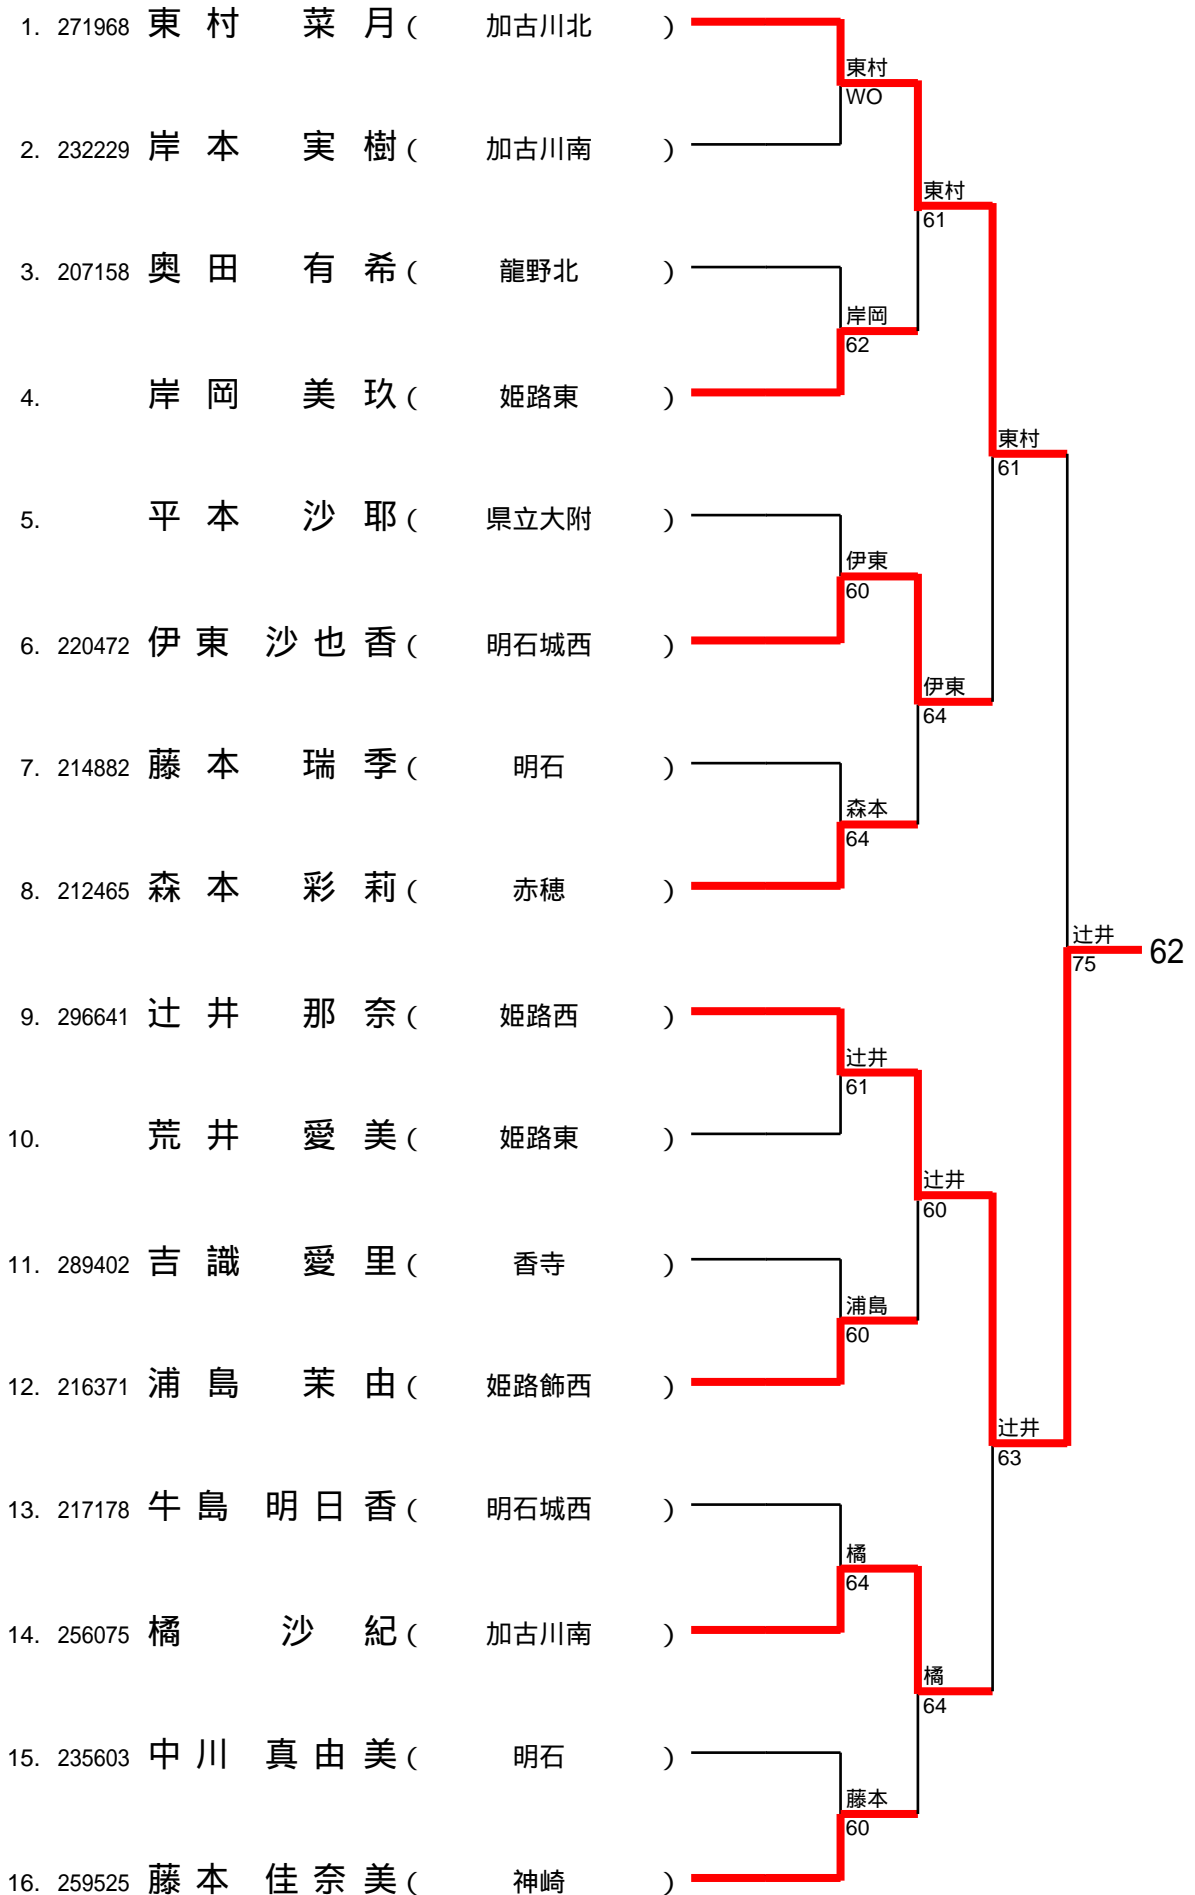 1. 271968 東村 菜月 ( 加古川北 )
東村
WO
2. 232229 岸本 実樹 ( 加古川南 )
東村
61
3. 207158 奥田 有希 ( 龍野北 )
岸岡
62
4. 岸岡 美玖 ( 姫路東 )
東村
61
5. 平本 沙耶 ( 県立大附 )
伊東
60
6. 220472 伊東 沙也香 ( 明石城西 )
伊東
64
7. 214882 藤本 瑞季 ( 明石 )
森本
64
8. 212465 森本 彩莉 ( 赤穂 )
辻井
75
62
9. 296641 辻井 那奈 ( 姫路西 )
辻井
61
10. 荒井 愛美 ( 姫路東 )
辻井
60
11. 289402 吉識 愛里 ( 香寺 )
浦島
60
12. 216371 浦島 茉由 ( 姫路飾西 )
辻井
63
13. 217178 牛島 明日香 ( 明石城西 )
橘
64
14. 256075 橘 沙紀 ( 加古川南 )
橘
64
15. 235603 中川 真由美 ( 明石 )
藤本
60
16. 259525 藤本 佳奈美 ( 神崎 )